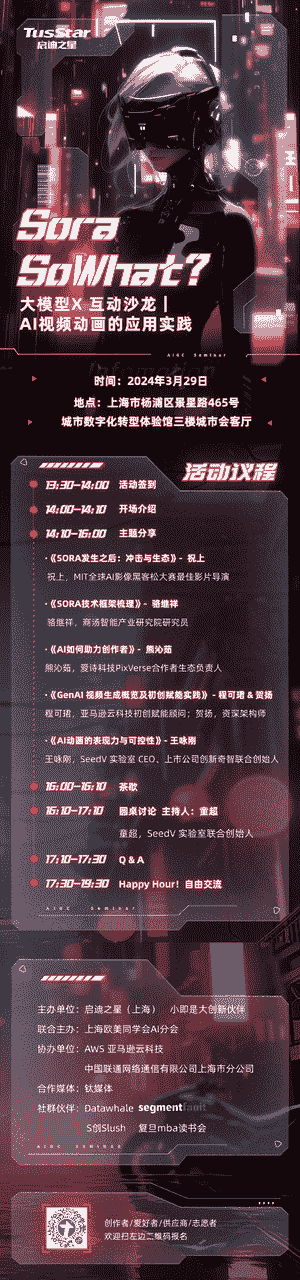 TusStar
启迪之星
Sora
SoWhat?
大模型X 互动沙龙 |
AI视频动画的应用实践
AIGC Seminar
时间：2024年3月29日
地点：上海市杨浦区景星路465号
城市数字化转型体验馆三楼城市会客厅
活动议程
13:30-14:00 活动签到
14:00-14:10 开场介绍
14:10-16:00 主题分享
·《SORA发生之后：冲击与生态》- 祝上
祝上，MIT全球AI影像黑客松大赛最佳影片导演
·《SORA技术框架梳理》- 骆继祥
骆继祥，商汤智能产业研究院研究员
·《AI如何助力创作者》- 熊沁茹
熊沁茹，爱诗科技PixVerse合作者生态负责人
·《GenAI 视频生成概览及初创赋能实践》- 程可珺 & 贺扬
程可珺，亚马逊云科技初创赋能顾问；贺扬，资深架构师
·《AI动画的表现力与可控性》- 王咏刚
王咏刚，SeedV 实验室 CEO、上市公司创新奇智联合创始人
16:00-16:10 茶歇
16:10-17:10 圆桌讨论 主持人：童超
童超，SeedV 实验室联合创始人
17:10-17:30 Q & A
17:30-19:30 Happy Hour! 自由交流
AIGC Seminar
主办单位：启迪之星（上海） 小即是大创新伙伴
联合主办：上海欧美同学会AI分会
协办单位：AWS 亚马逊云科技
中国联通网络通信有限公司上海市分公司
合作媒体：钛媒体
社群伙伴：Datawhale segmentfault
S创Slush 复旦mba读书会
AIGC Seminar
创作者/爱好者/供应商/志愿者
欢迎扫左边二维码报名